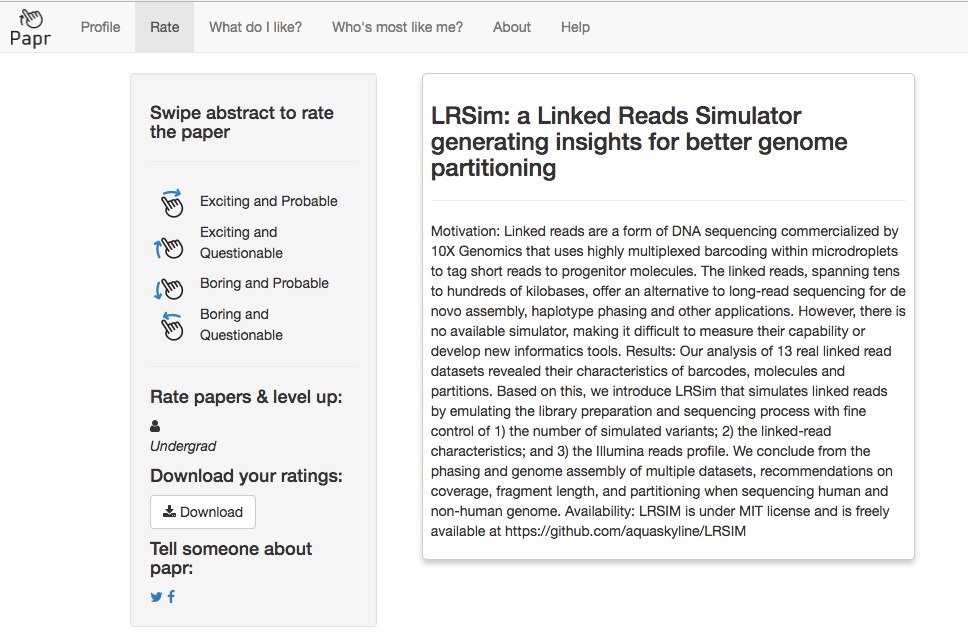 Papr
Profile
Rate
What do I like?
Who's most like me?
About
Help
Swipe abstract to rate
the paper
Exciting and Probable
Exciting and
Questionable
Boring and Probable
Boring and
Questionable
Rate papers & level up:
Undergrad
Download your ratings:
Download
Tell someone about
papr:
LRSim: a Linked Reads Simulator
generating insights for better genome
partitioning
Motivation: Linked reads are a form of DNA sequencing commercialized by
10X Genomics that uses highly multiplexed barcoding within microdroplets
to tag short reads to progenitor molecules. The linked reads, spanning tens
to hundreds of kilobases, offer an alternative to long-read sequencing for de
novo assembly, haplotype phasing and other applications. However, there is
no available simulator, making it difficult to measure their capability or
develop new informatics tools. Results: Our analysis of 13 real linked read
datasets revealed their characteristics of barcodes, molecules and
partitions. Based on this, we introduce LRSim that simulates linked reads
by emulating the library preparation and sequencing process with fine
control of 1) the number of simulated variants; 2) the linked-read
characteristics; and 3) the Illumina reads profile. We conclude from the
phasing and genome assembly of multiple datasets, recommendations on
coverage, fragment length, and partitioning when sequencing human and
non-human genome. Availability: LRSIM is under MIT license and is freely
available at https://github.com/aquaskyline/LRSIM